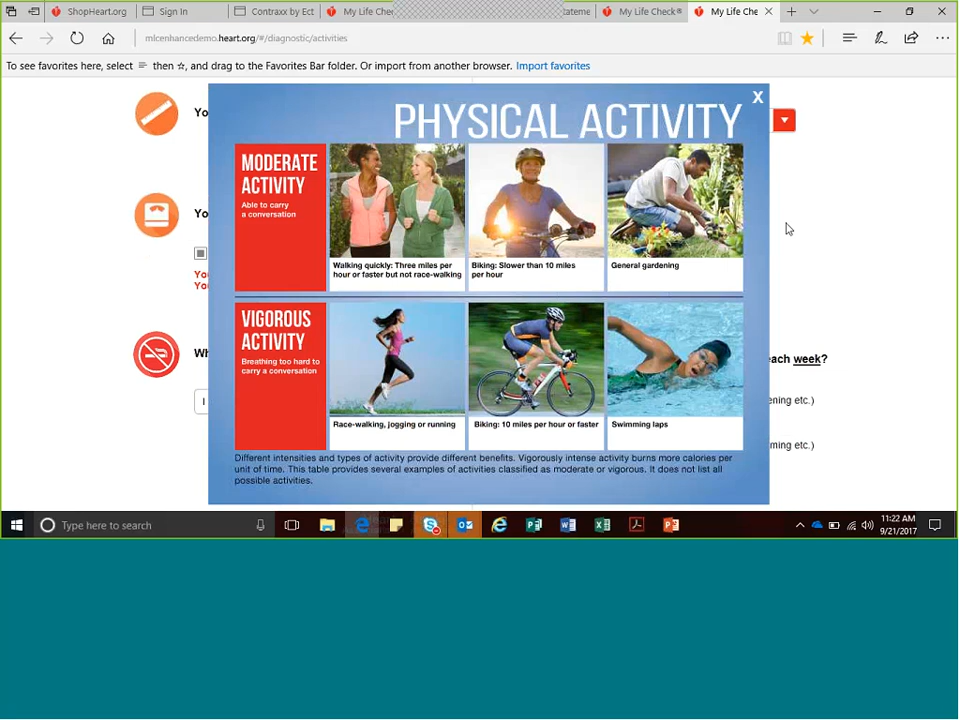 ShopHeart.org
Sign In
Contraxx by Ect
My Life Che
My Life Check®
My Life Che
mlcenhancedemo.heart.org/#/diagnostic/activities
To see favorites here, select then ☆, and drag to the Favorites Bar folder. Or import from another browser. Import favorites
Yo
Yo
You
You
Wh
I
X
PHYSICAL ACTIVITY
MODERATE
ACTIVITY
Able to carry
a conversation
Walking quickly: Three miles per
hour or faster but not race-walking
Biking: Slower than 10 miles
per hour
General gardening
VIGOROUS
ACTIVITY
Breathing too hard to
carry a conversation
Race-walking, jogging or running
Biking: 10 miles per hour or faster
Swimming laps
Different intensities and types of activity provide different benefits. Vigorously intense activity burns more calories per
unit of time. This table provides several examples of activities classified as moderate or vigorous. It does not list all
possible activities.
each week?
ening etc.)
ming etc.)
Type here to search
11:22 AM
9/21/2017